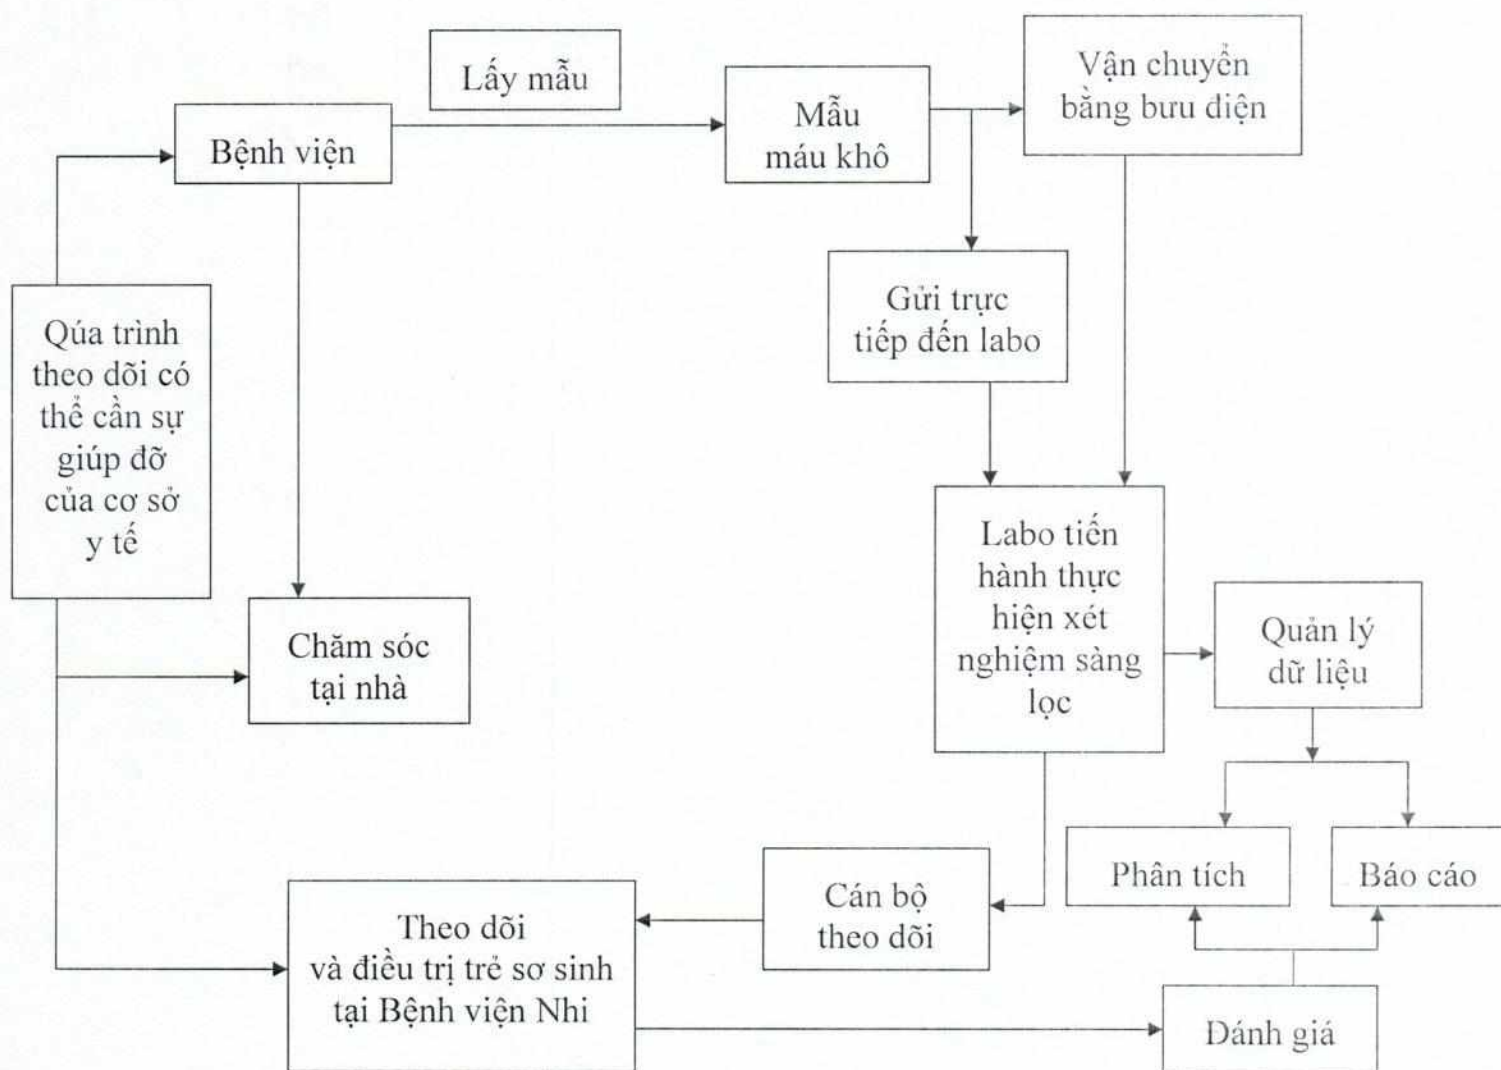 Lấy mẫu
Vận chuyển
bằng bưu điện
Mẫu
máu khô
Bệnh viện
Gửi trực
tiếp đến labo
Qúa trình
theo dõi có
thể cần sự
giúp đỡ
của cơ sở
y tế
Labo tiến
hành thực
hiện xét
nghiệm sàng
lọc
Quản lý
dữ liệu
Chăm sóc
tại nhà
Phân tích
Báo cáo
Cán bộ
theo dõi
Theo dõi
và điều trị trẻ sơ sinh
tại Bệnh viện Nhi
Đánh giá